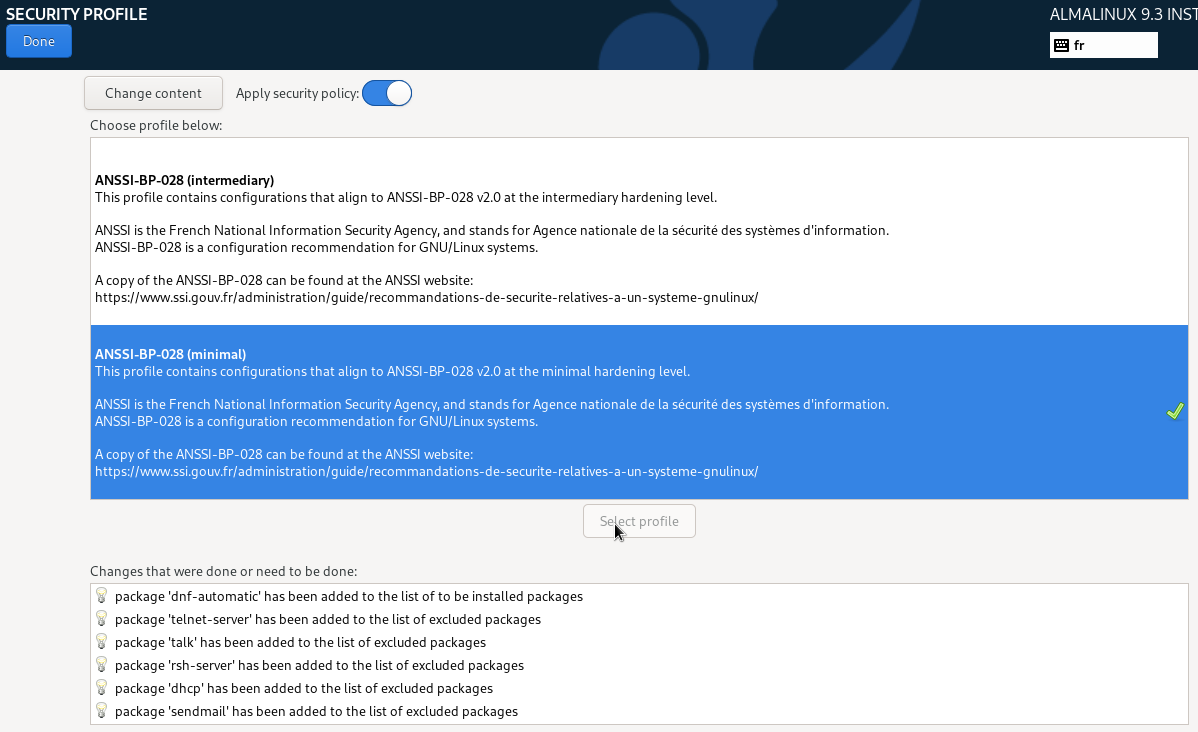 SECURITY PROFILE
ALMALINUX 9.3 INST
Done
fr
Change content
Apply security policy:
Choose profile below:
ANSSI-BP-028 (intermediary)
This profile contains configurations that align to ANSSI-BP-028 v2.0 at the intermediary hardening level.
ANSSI is the French National Information Security Agency, and stands for Agence nationale de la sécurité des systèmes d'information.
ANSSI-BP-028 is a configuration recommendation for GNU/Linux systems.
A copy of the ANSSI-BP-028 can be found at the ANSSI website:
https://www.ssi.gouv.fr/administration/guide/recommandations-de-securite-relatives-a-un-systeme-gnulinux/
ANSSI-BP-028 (minimal)
This profile contains configurations that align to ANSSI-BP-028 v2.0 at the minimal hardening level.
ANSSI is the French National Information Security Agency, and stands for Agence nationale de la sécurité des systèmes d'information.
ANSSI-BP-028 is a configuration recommendation for GNU/Linux systems.
A copy of the ANSSI-BP-028 can be found at the ANSSI website:
https://www.ssi.gouv.fr/administration/guide/recommandations-de-securite-relatives-a-un-systeme-gnulinux/
Select profile
Changes that were done or need to be done:
package 'dnf-automatic' has been added to the list of to be installed packages
package 'telnet-server' has been added to the list of excluded packages
package 'talk' has been added to the list of excluded packages
package 'rsh-server' has been added to the list of excluded packages
package 'dhcp' has been added to the list of excluded packages
package 'sendmail' has been added to the list of excluded packages